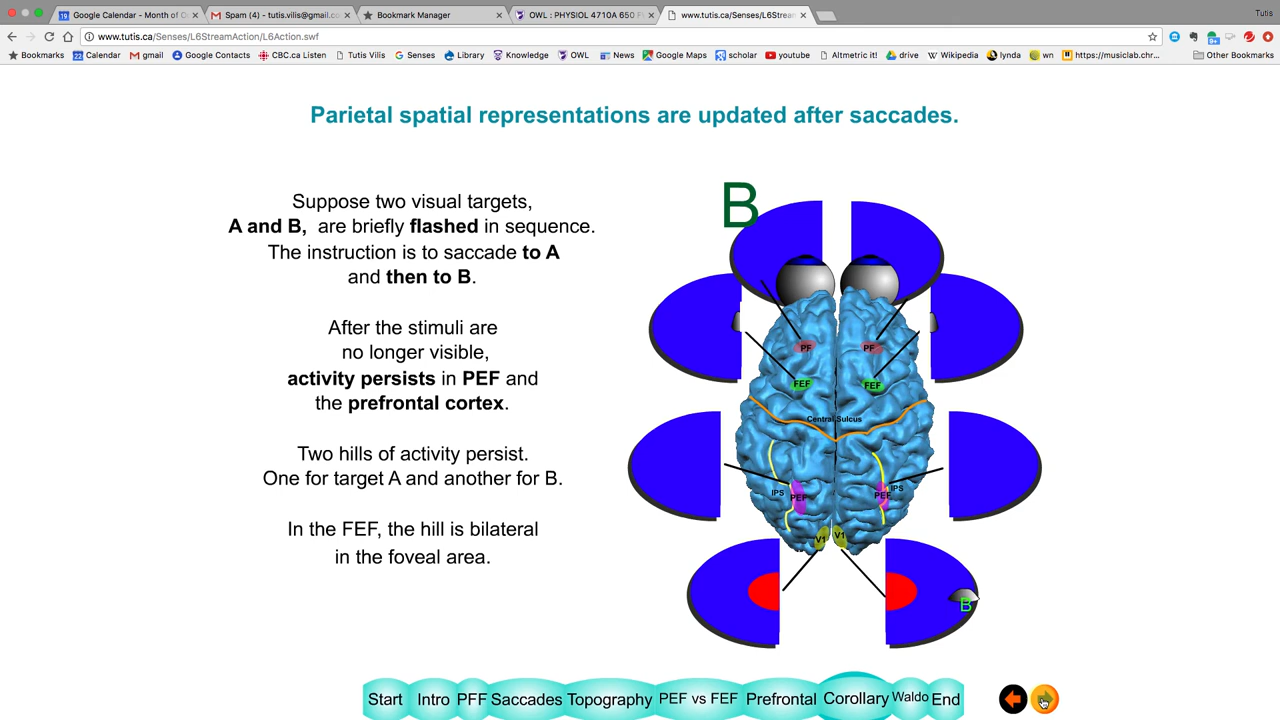 Google Calendar - Month of O
Spam (4) - tutis.vilis@gmail.co
Bookmark Manager
OWL : PHYSIOL 4710A 650 F
www.tutis.ca/Senses/L6Strea
Tutis
www.tutis.ca/Senses/L6StreamAction/L6Action.swf
Bookmarks
Calendar
gmail
Google Contacts
CBC.ca Listen
Tutis Vilis
Senses
Library
Knowledge
OWL
News
Google Maps
scholar
youtube
Altmetric it!
drive
Wikipedia
lynda
wn
https://musiclab.chr...
Other Bookmarks
Parietal spatial representations are updated after saccades.
Suppose two visual targets,
A and B, are briefly flashed in sequence.
The instruction is to saccade to A
and then to B.
After the stimuli are
no longer visible,
activity persists in PEF and
the prefrontal cortex.
Two hills of activity persist.
One for target A and another for B.
In the FEF, the hill is bilateral
in the foveal area.
B
PF
PF
FEF
FEF
Central Sulcus
IPS
PEF
PEF
IPS
V1
V1
B
Start
Intro
PFF
Saccades
Topography
PEF vs FEF
Prefrontal
Corollary
Waldo
End